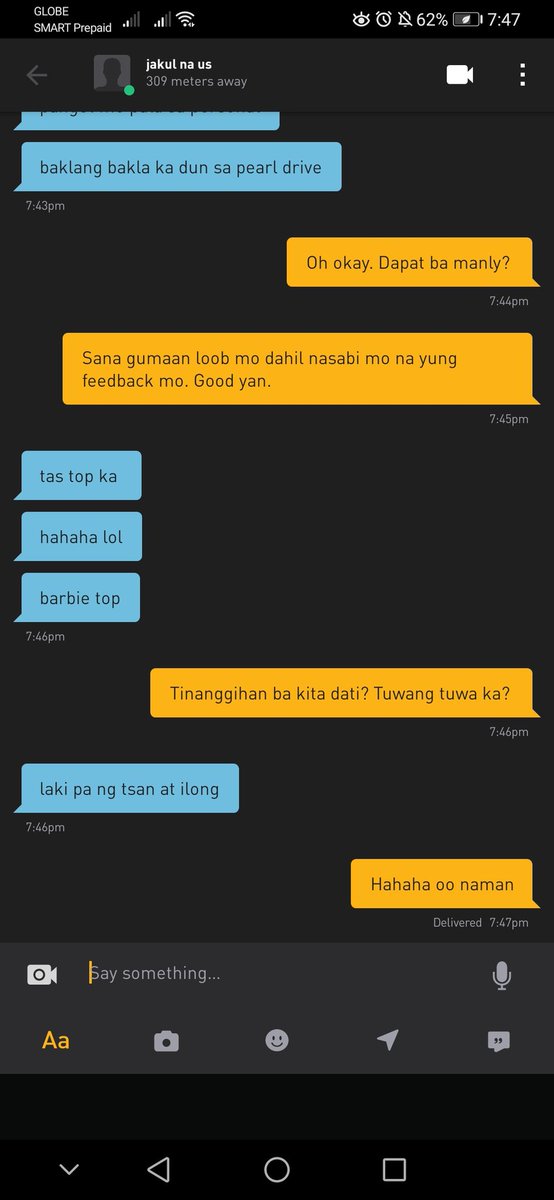 GLOBE
SMART Prepaid
62%
7:47
jakul na us
309 meters away
baklang bakla ka dun sa pearl drive
7:43pm
Oh okay. Dapat ba manly?
7:44pm
Sana gumaan loob mo dahil nasabi mo na yung
feedback mo. Good yan.
7:45pm
tas top ka
hahaha lol
barbie top
7:46pm
Tinanggihan ba kita dati? Tuwang tuwa ka?
7:46pm
laki pa ng tsan at ilong
7:46pm
Hahaha oo naman
Delivered 7:47pm
Say something...
Aa